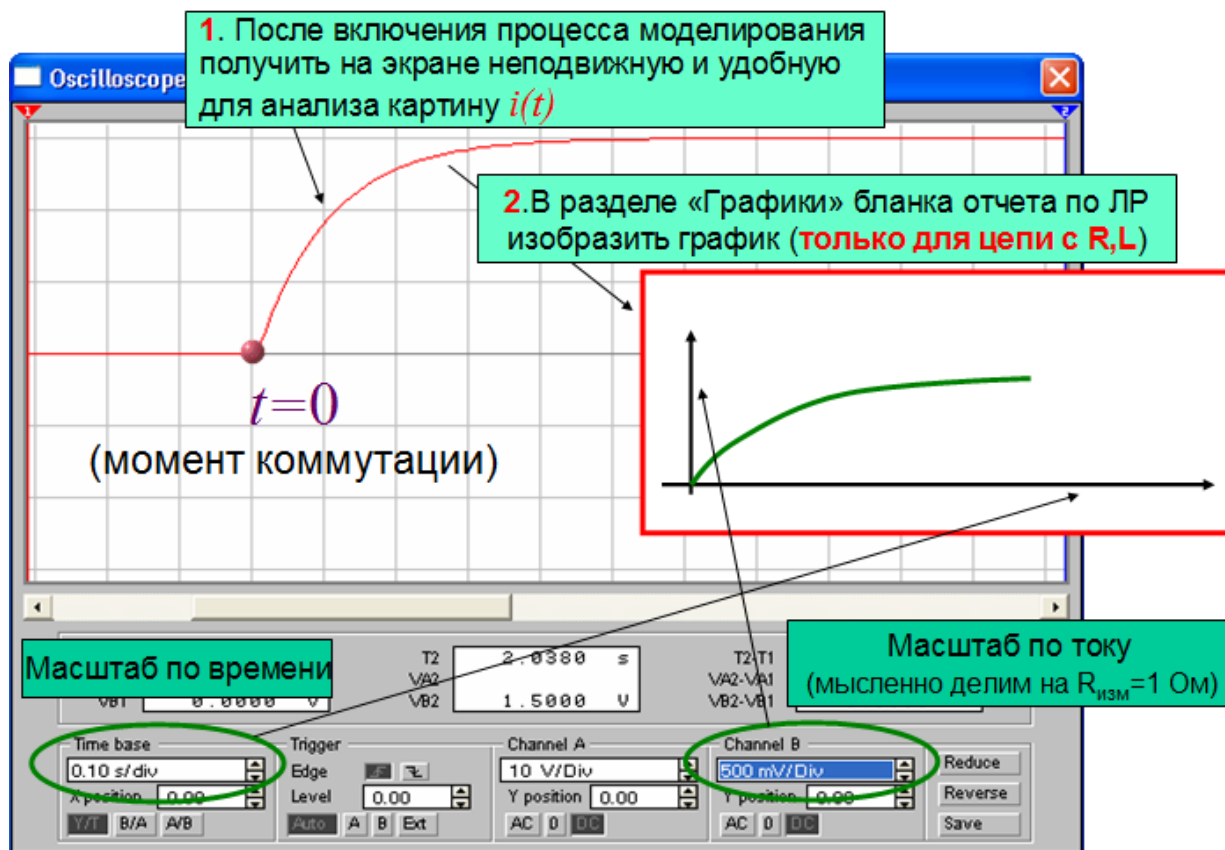 1. После включения процесса моделирования
получить на экране неподвижную и удобную
для анализа картину i(t)
Oscilloscope
1
2
2.В разделе «Графики» бланка отчета по ЛР
изобразить график (только для цепи с R,L)
t=0
(момент коммутации)
Масштаб по времени
Масштаб по току
(мысленно делим на Rизм=1 Ом)
VB1 0.0000 V
T2 2.0380 s
VA2
VB2 1.5000 V
T2-T1
VA2-VA1
VB2-VB1
Time base
0.10 s/div
X position 0.00
Y/T B/A A/B
Trigger
Edge
Level 0.00
Auto A B Ext
Channel A
10 V/Div
Y position 0.00
AC 0 DC
Channel B
500 mV/Div
Y position 0.00
AC 0 DC
Reduce
Reverse
Save